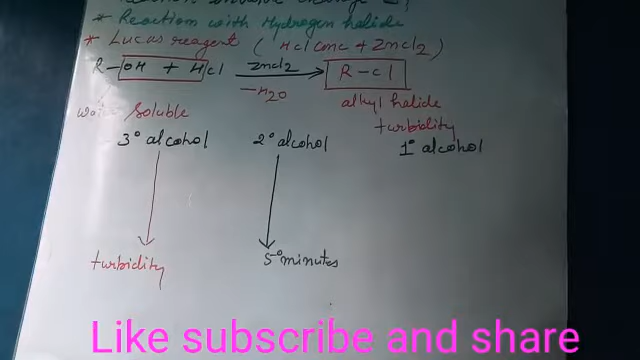 * Reaction with Hydrogen halide
* Lucas reagent ( Hcl conc + Zncl2 )
R-OH + Hcl Zncl2 R-cl
-H2O
alkyl halide
water soluble
turbidity
3° alcohol 2° alcohol 1° alcohol
turbidity 5° minutes
Like subscribe and share